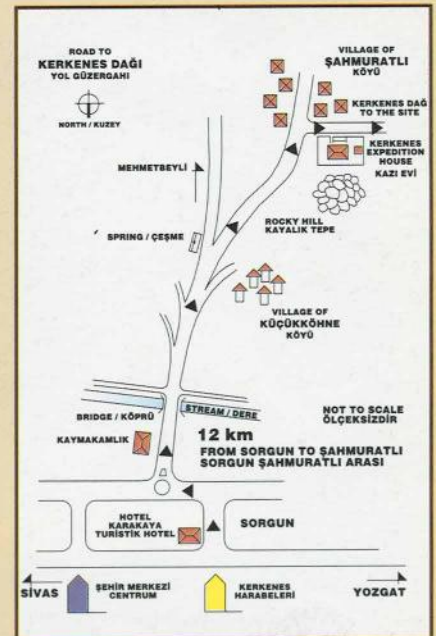 ROAD TO
KERKENES DAĞI
YOL GÜZERGAHI
NORTH / KUZEY
VILLAGE OF
ŞAHMURATLI
KÖYÜ
KERKENES DAĞ
TO THE SITE
KERKENES
EXPEDITION
HOUSE
KAZI EVİ
MEHMETBEYLİ
ROCKY HILL
KAYALIK TEPE
SPRING / ÇEŞME
VILLAGE OF
KÜÇÜKKÖHNE
KÖYÜ
STREAM / DERE
BRIDGE / KÖPRÜ
NOT TO SCALE
ÖLÇEKSİZDİR
KAYMAKAMLIK
12 km
FROM SORGUN TO ŞAHMURATLI
SORGUN ŞAHMURATLI ARASI
HOTEL
KARAKAYA
TURİSTİK HOTEL
SORGUN
SİVAS
ŞEHİR MERKEZİ
CENTRUM
KERKENES
HARABELERİ
YOZGAT